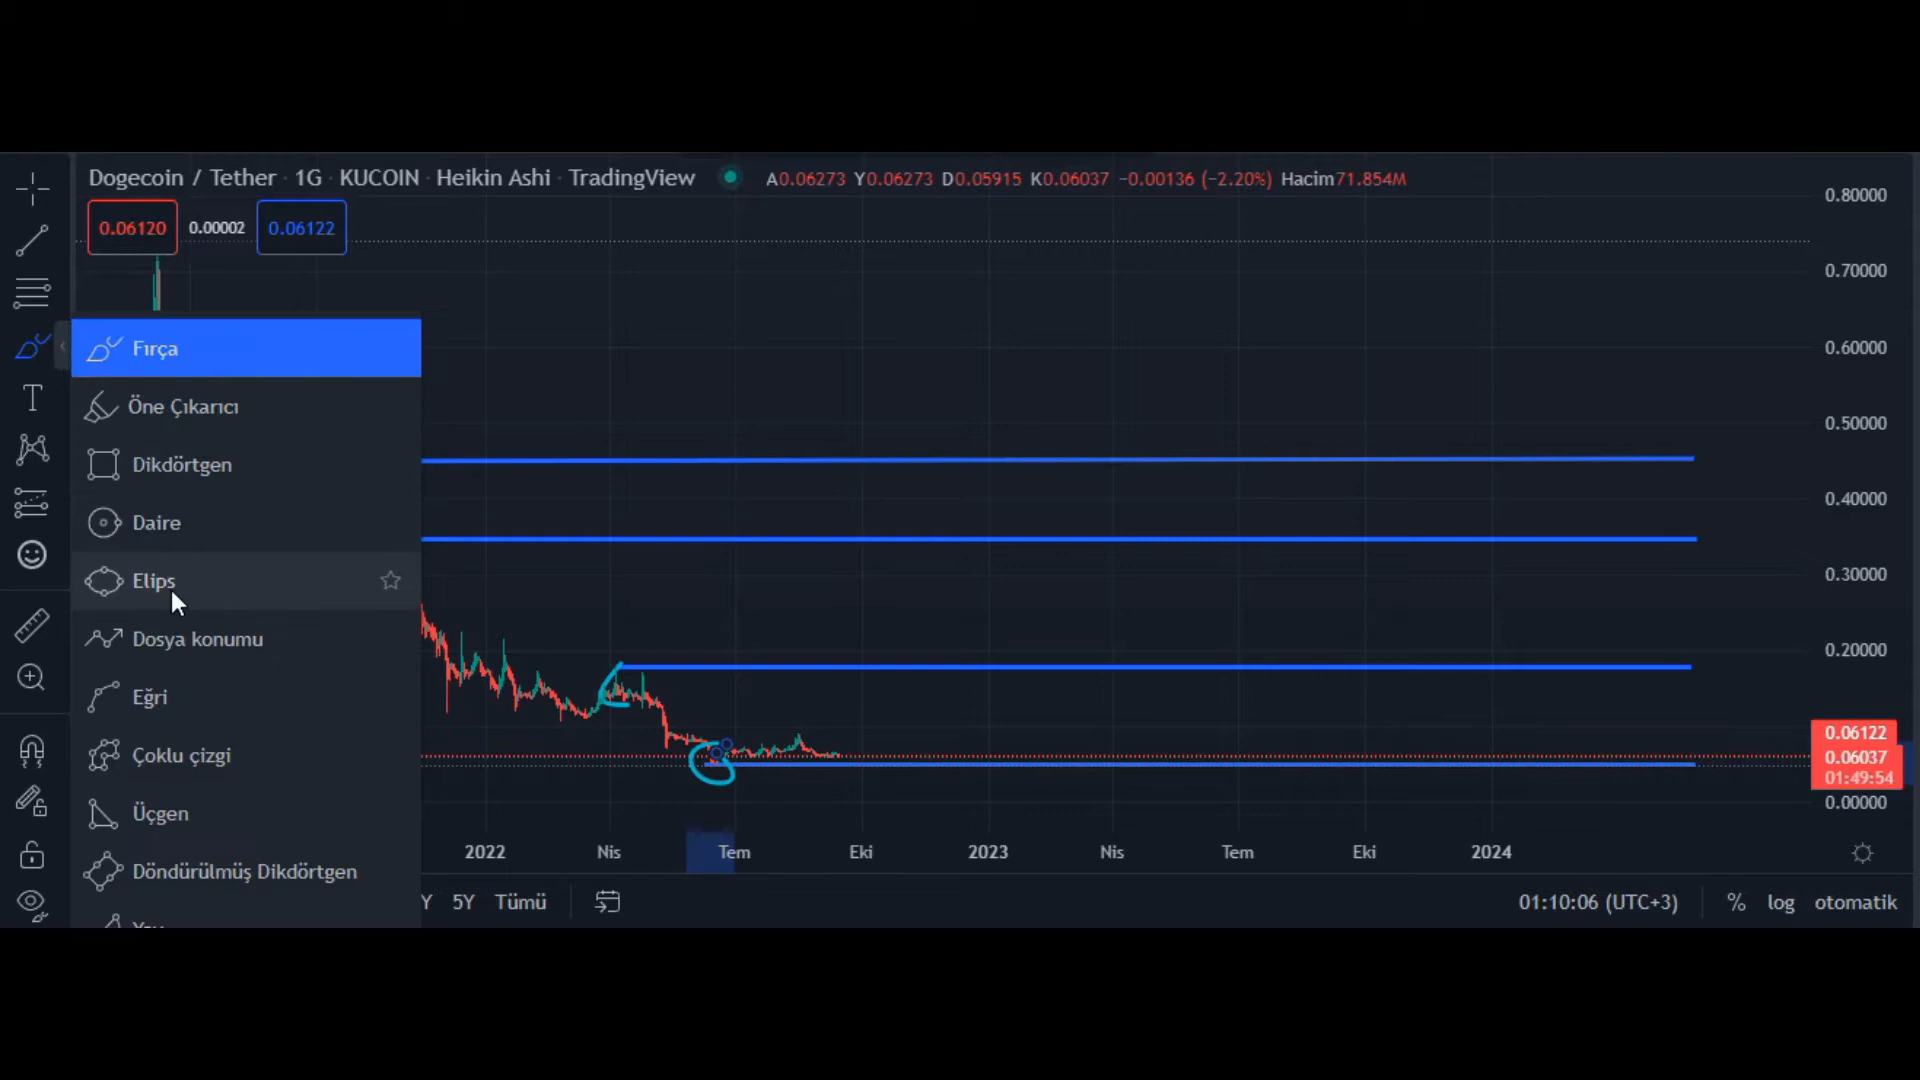 Dogecoin / Tether · 1G · KUCOIN · Heikin Ashi · TradingView A0.06273 Y0.06273 D0.05915 K0.06037 −0.00136 (−2.20%) Hacim71.854M
0.06120 0.00002 0.06122
0.80000
0.70000
0.60000
0.50000
0.40000
0.30000
0.20000
0.06122
0.06037
01:49:54
0.00000
Fırça
Öne Çıkarıcı
Dikdörtgen
Daire
Elips
Dosya konumu
Eğri
Çoklu çizgi
Üçgen
Döndürülmüş Dikdörtgen
2022 Nis Tem Eki 2023 Nis Tem Eki 2024
Y 5Y Tümü 01:10:06 (UTC+3) % log otomatik